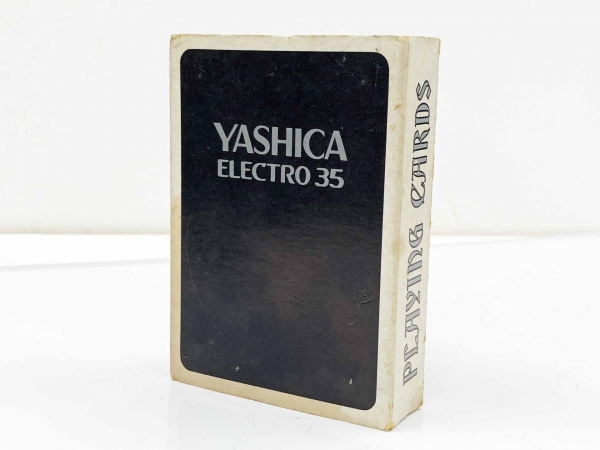 YASHICA
ELECTRO 35
PLAYING CARDS